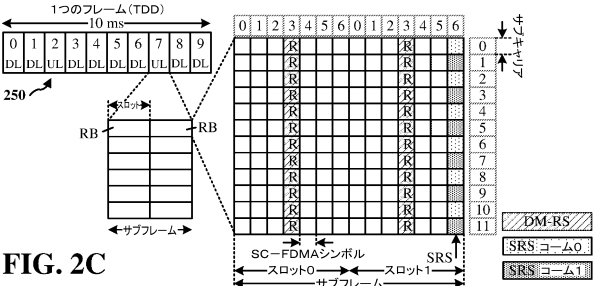 1つのフレーム(TDD)
10 ms
0 1 2 3 4 5 6 7 8 9
DL DL UL DL DL DL DL UL DL DL
250
スロット
RB
RB
サブフレーム
0 1 2 3 4 5 6 0 1 2 3 4 5 6
サブキャリア
R R 0
R R 1
R R 2
R R 3
R R 4
R R 5
R R 6
R R 7
R R 8
R R 9
R R 10
R R 11
SC-FDMAシンボル
SRS
スロット0
スロット1
サブフレーム
DM-RS
SRS コーム0
SRS コーム1
FIG. 2C